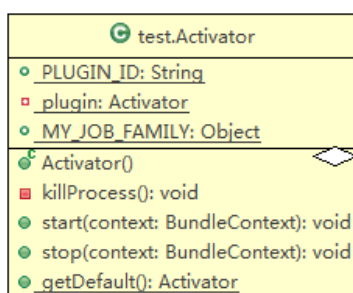 test.Activator
PLUGIN_ID: String
plugin: Activator
MY_JOB_FAMILY: Object
Activator()
killProcess(): void
start(context: BundleContext): void
stop(context: BundleContext): void
getDefault(): Activator